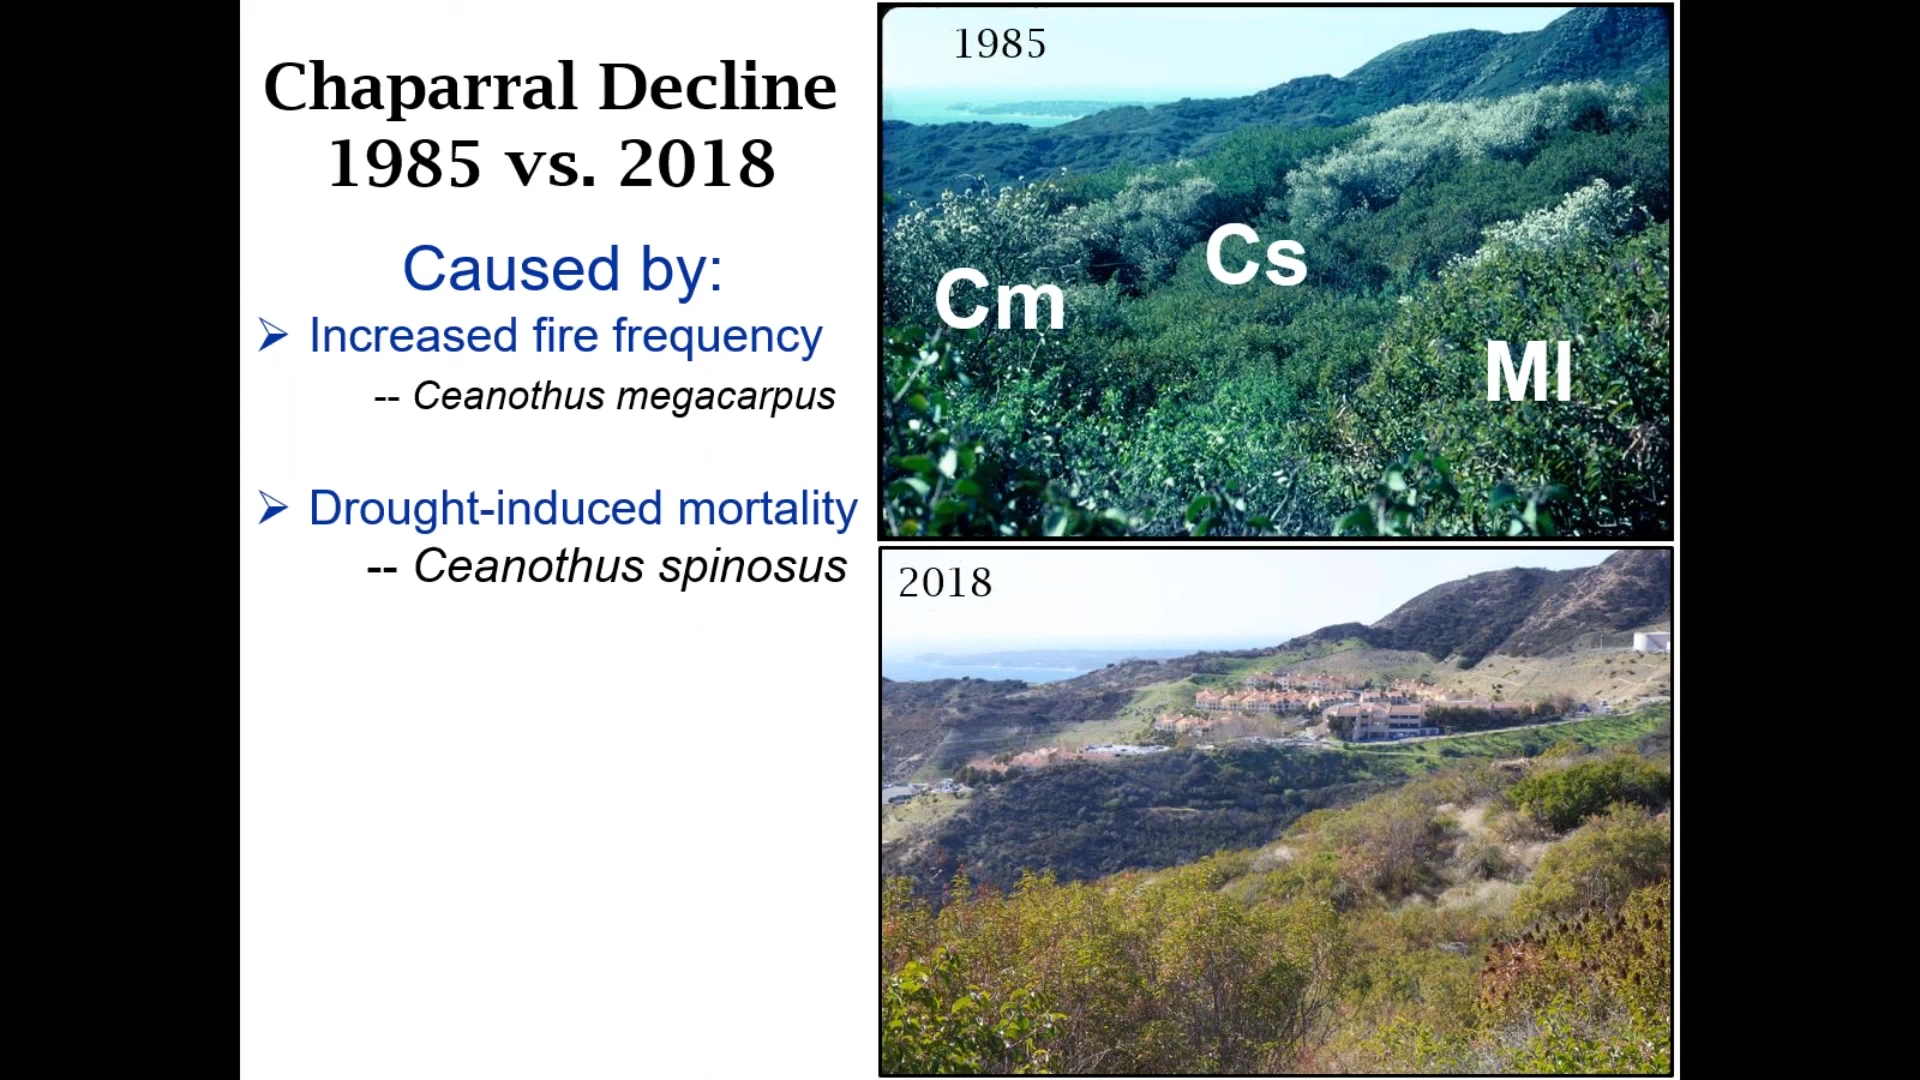 Chaparral Decline
1985 vs. 2018
Caused by:
➢ Increased fire frequency
-- Ceanothus megacarpus
➢ Drought-induced mortality
-- Ceanothus spinosus
1985
Cs
Cm
Ml
2018